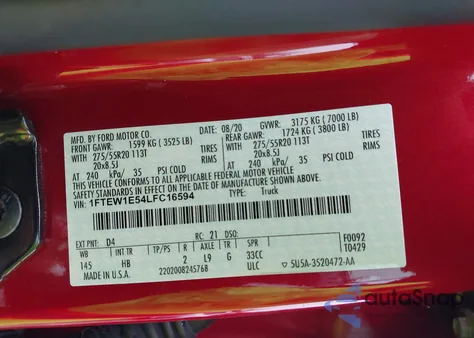 MFD. BY FORD MOTOR CO.
DATE: 08/20 GVWR: 3175 KG ( 7000 LB)
FRONT GAWR: 1599 KG ( 3525 LB) REAR GAWR: 1724 KG ( 3800 LB)
275/55R20 113T TIRES 275/55R20 113T TIRES
20x8.5J RIMS 20x8.5J RIMS
AT 240 kPa/ 35 PSI COLD AT 240 kPa/ 35 PSI COLD
THIS VEHICLE CONFORMS TO ALL APPLICABLE FEDERAL MOTOR VEHICLE
SAFETY STANDARDS IN EFFECT ON THE DATE OF MANUFACTURE SHOWN ABOVE.
VIN: 1FTEW1E54LFC16594 TYPE: Truck
EXT PNT: D4 RC: 21 DSO:
WB INT TR TP/PS R AXLE TR SPR F0092
145 HB 2 L9 G 33CC T0429
MADE IN U.S.A. 2202008245768 ULC 5U5A-3520472-AA
autoSnap